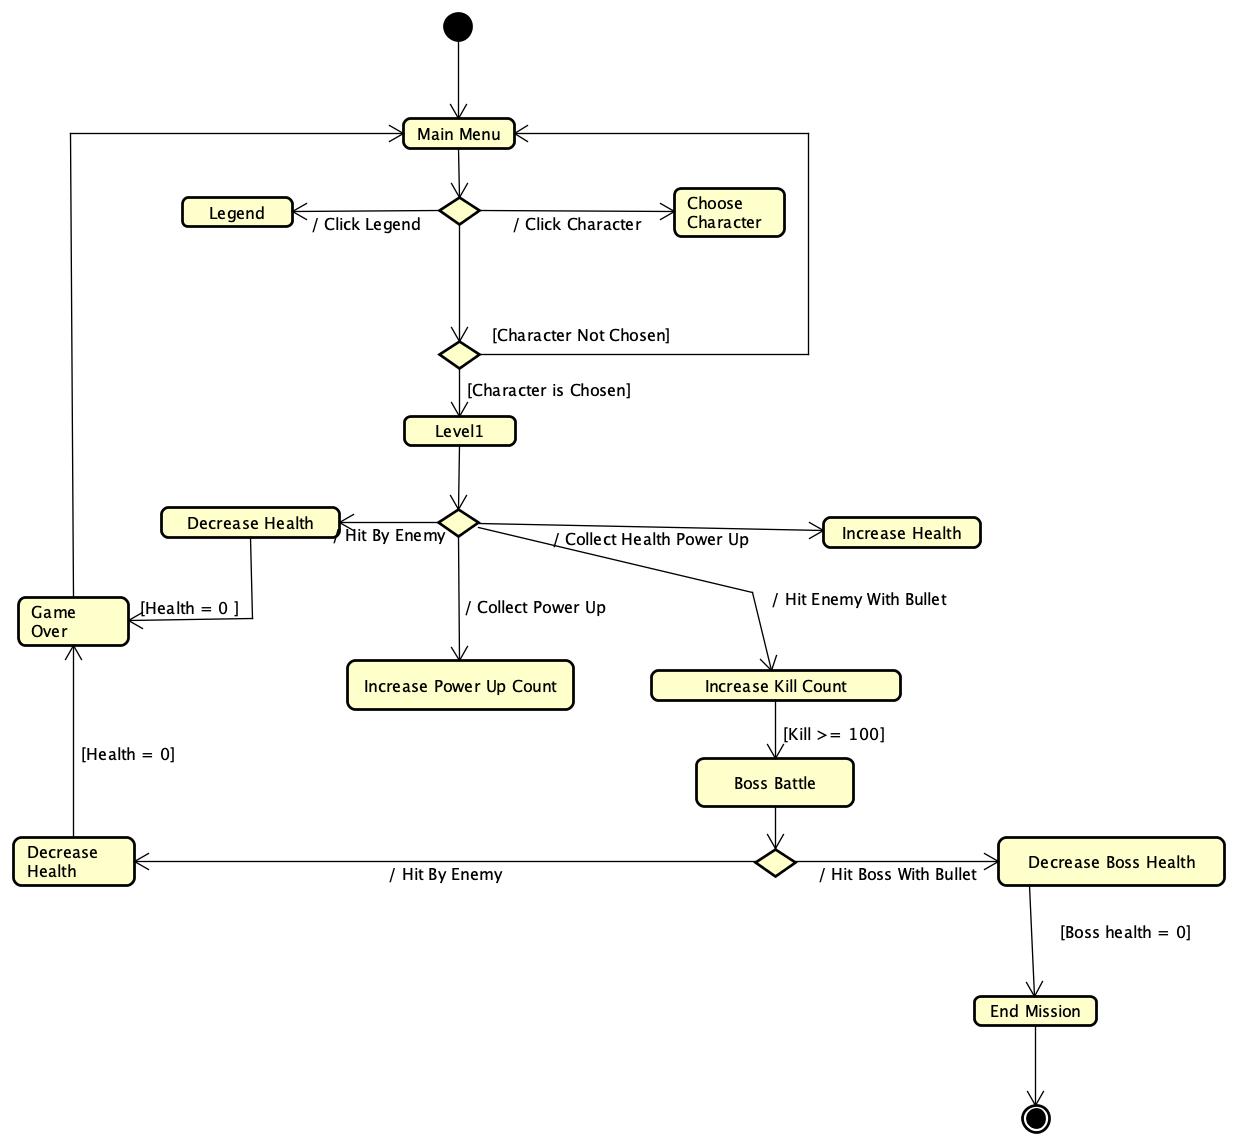 Main Menu
Legend
/ Click Legend
/ Click Character
Choose
Character
[Character Not Chosen]
[Character is Chosen]
Level1
Decrease Health
/ Hit By Enemy
/ Collect Health Power Up
Increase Health
Game
Over
[Health = 0 ]
/ Collect Power Up
/ Hit Enemy With Bullet
Increase Power Up Count
Increase Kill Count
[Kill >= 100]
[Health = 0]
Boss Battle
Decrease
Health
/ Hit By Enemy
/ Hit Boss With Bullet
Decrease Boss Health
[Boss health = 0]
End Mission